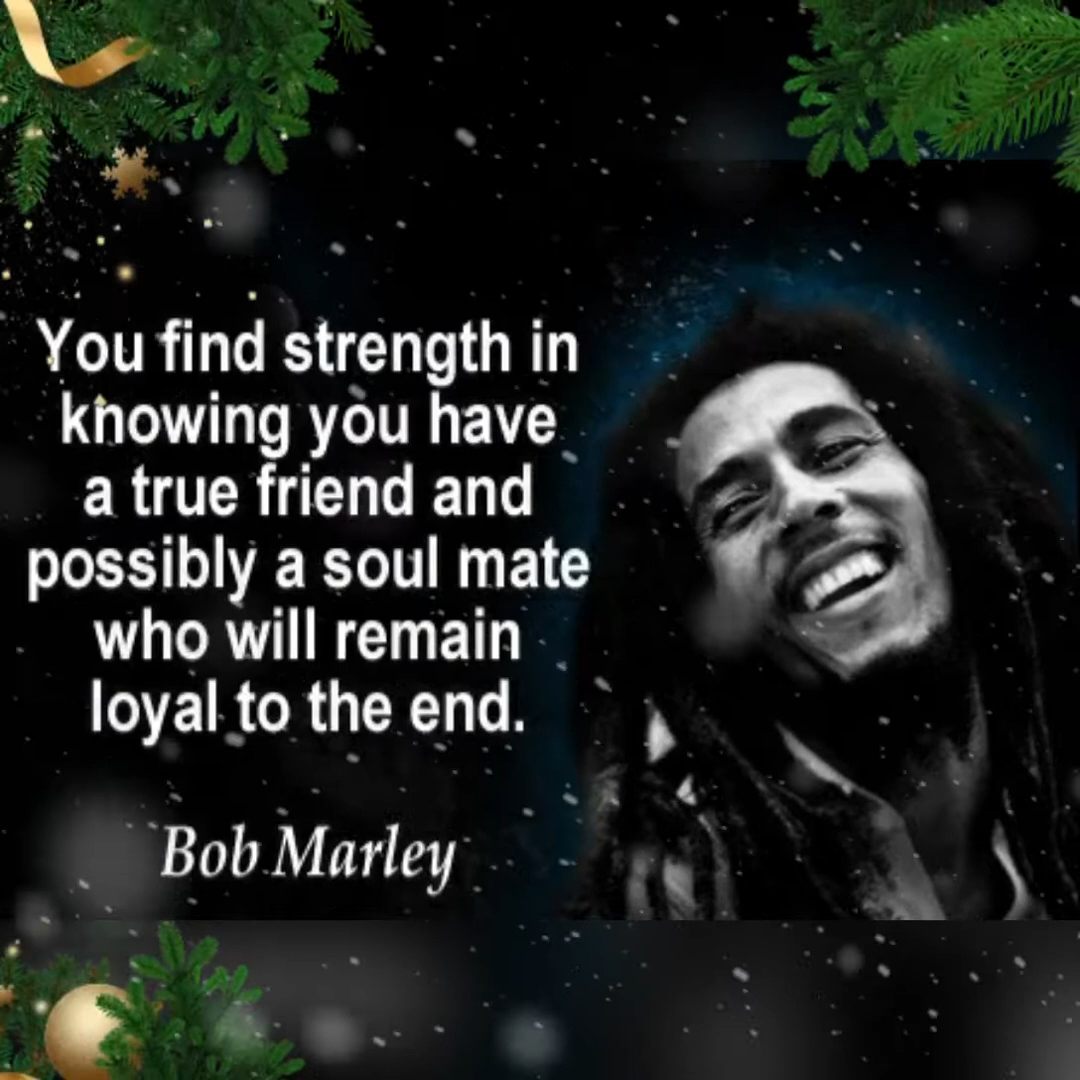 You find strength in
knowing you have
a true friend and
possibly a soul mate
who will remain
loyal to the end.
Bob Marley